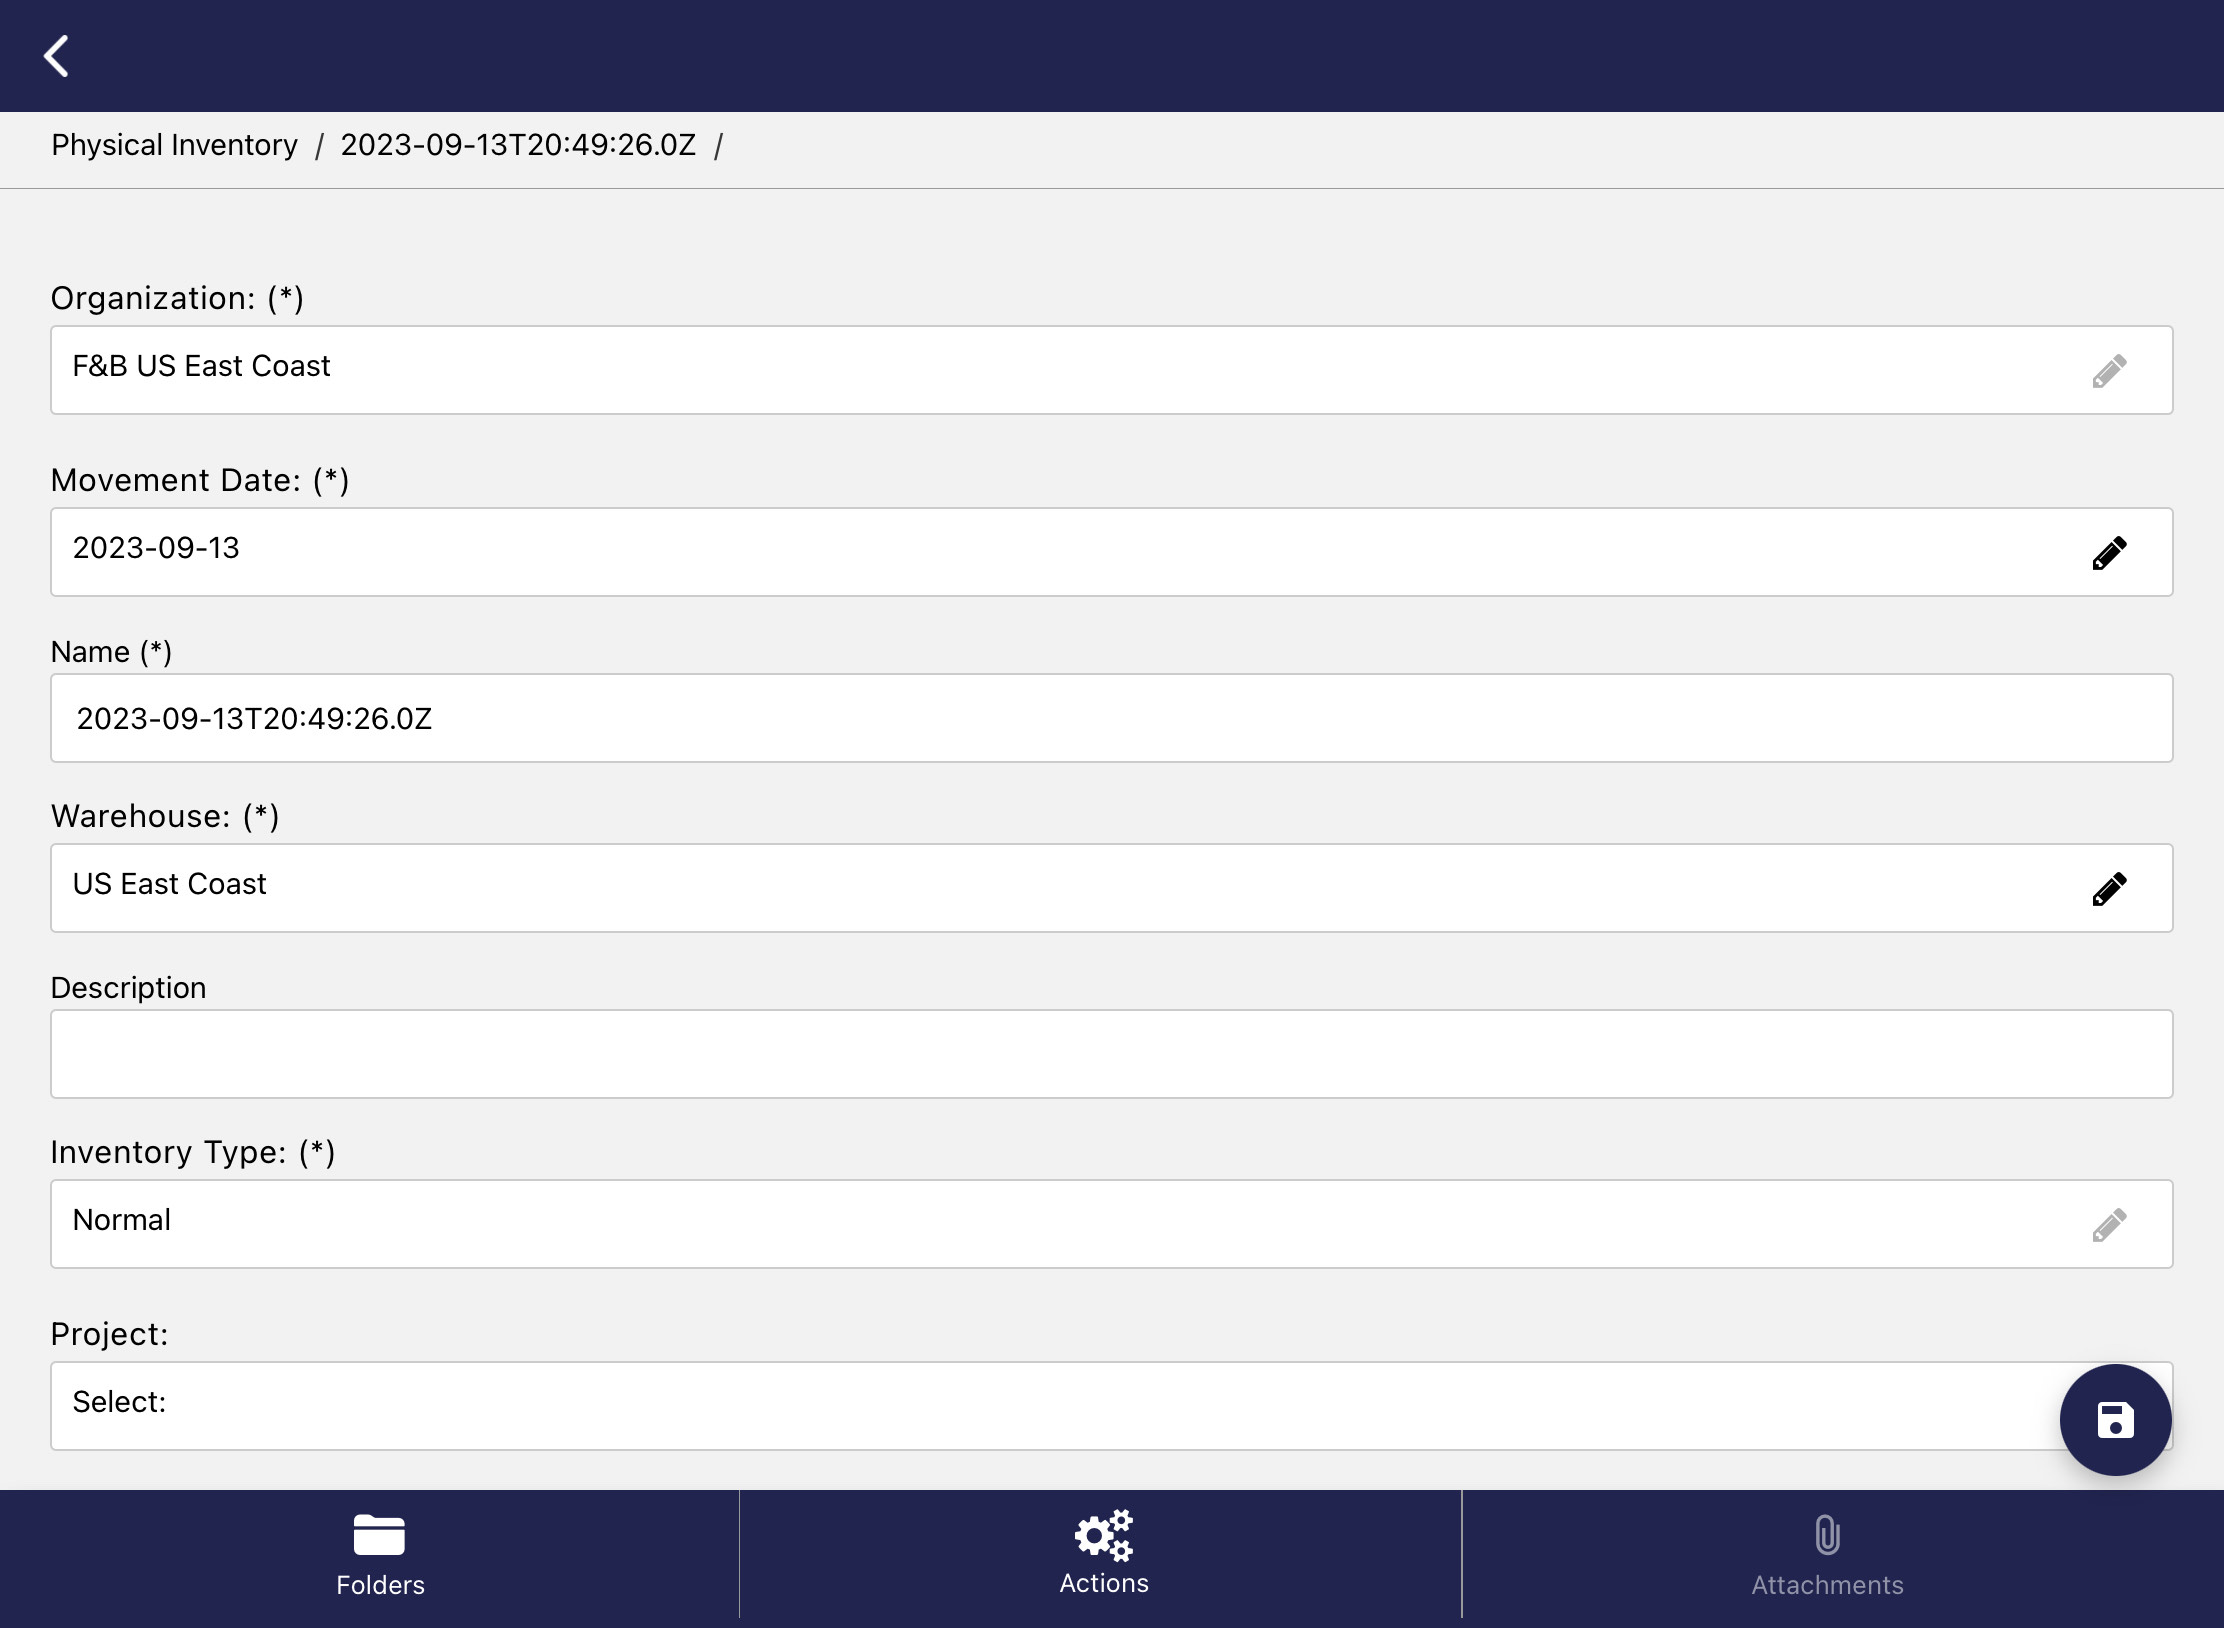 Physical Inventory / 2023-09-13T20:49:26.0Z /
Organization: (*)
F&B US East Coast
Movement Date: (*)
2023-09-13
Name (*)
2023-09-13T20:49:26.0Z
Warehouse: (*)
US East Coast
Description
Inventory Type: (*)
Normal
Project:
Select:
Folders
Actions
Attachments